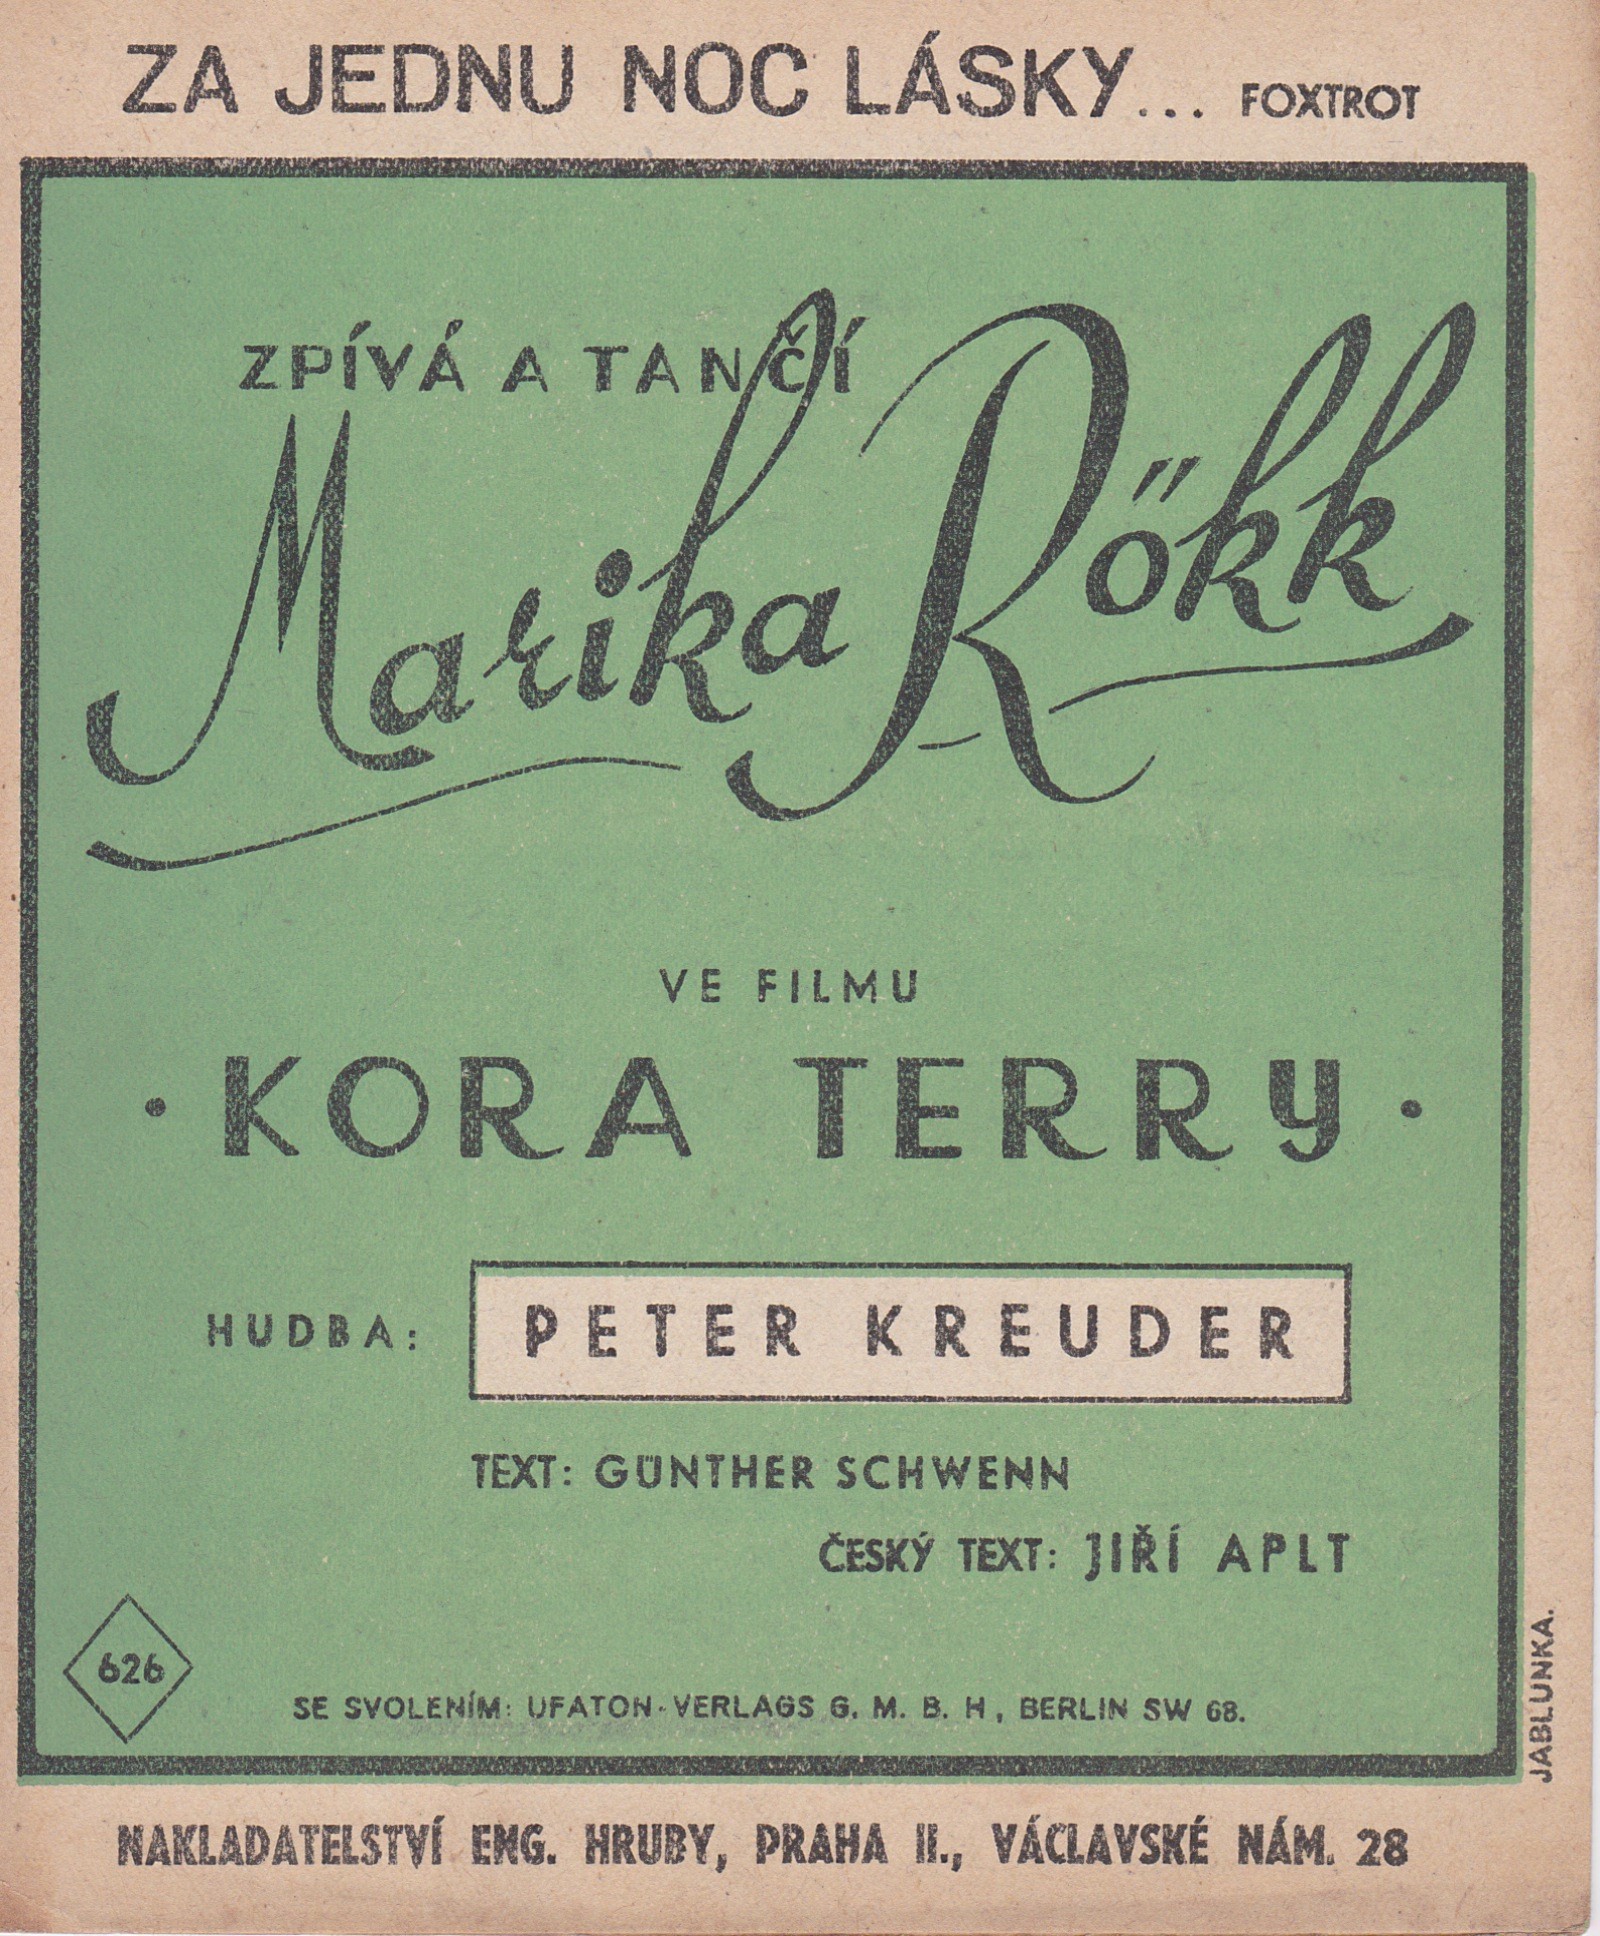 ZA JEDNU NOC LÁSKY... FOXTROT
ZPÍVÁ A TANČÍ
Marika Rökk
VE FILMU
· KORA TERRY ·
HUDBA: PETER KREUDER
TEXT: GÜNTHER SCHWENN
ČESKÝ TEXT: JIŘÍ APLT
626
SE SVOLENÍM: UFATON-VERLAGS G. M. B. H, BERLIN SW 68.
JABLUNKA.
NAKLADATELSTVÍ ENG. HRUBY, PRAHA II., VÁCLAVSKÉ NÁM. 28